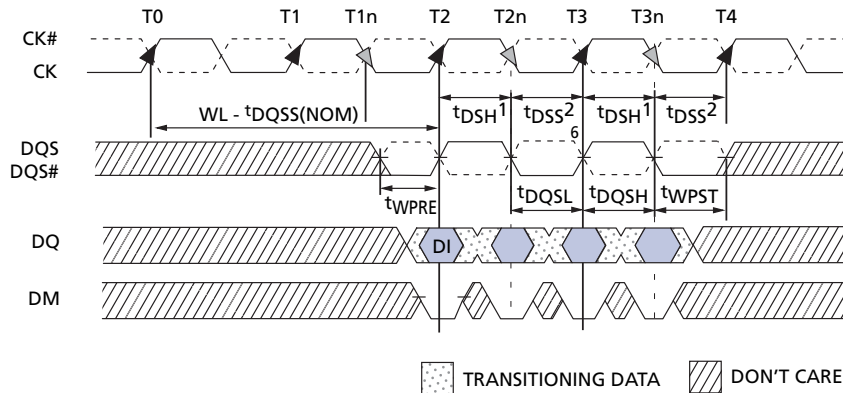 T0 T1 T1n T2 T2n T3 T3n T4
CK#
CK
WL - tDQSS(NOM)
tDSH1 tDSS2 tDSH1 tDSS2
6
DQS
DQS#
tWPRE
tDQSL tDQSH tWPST
DQ
DI
DM
TRANSITIONING DATA
DON'T CARE